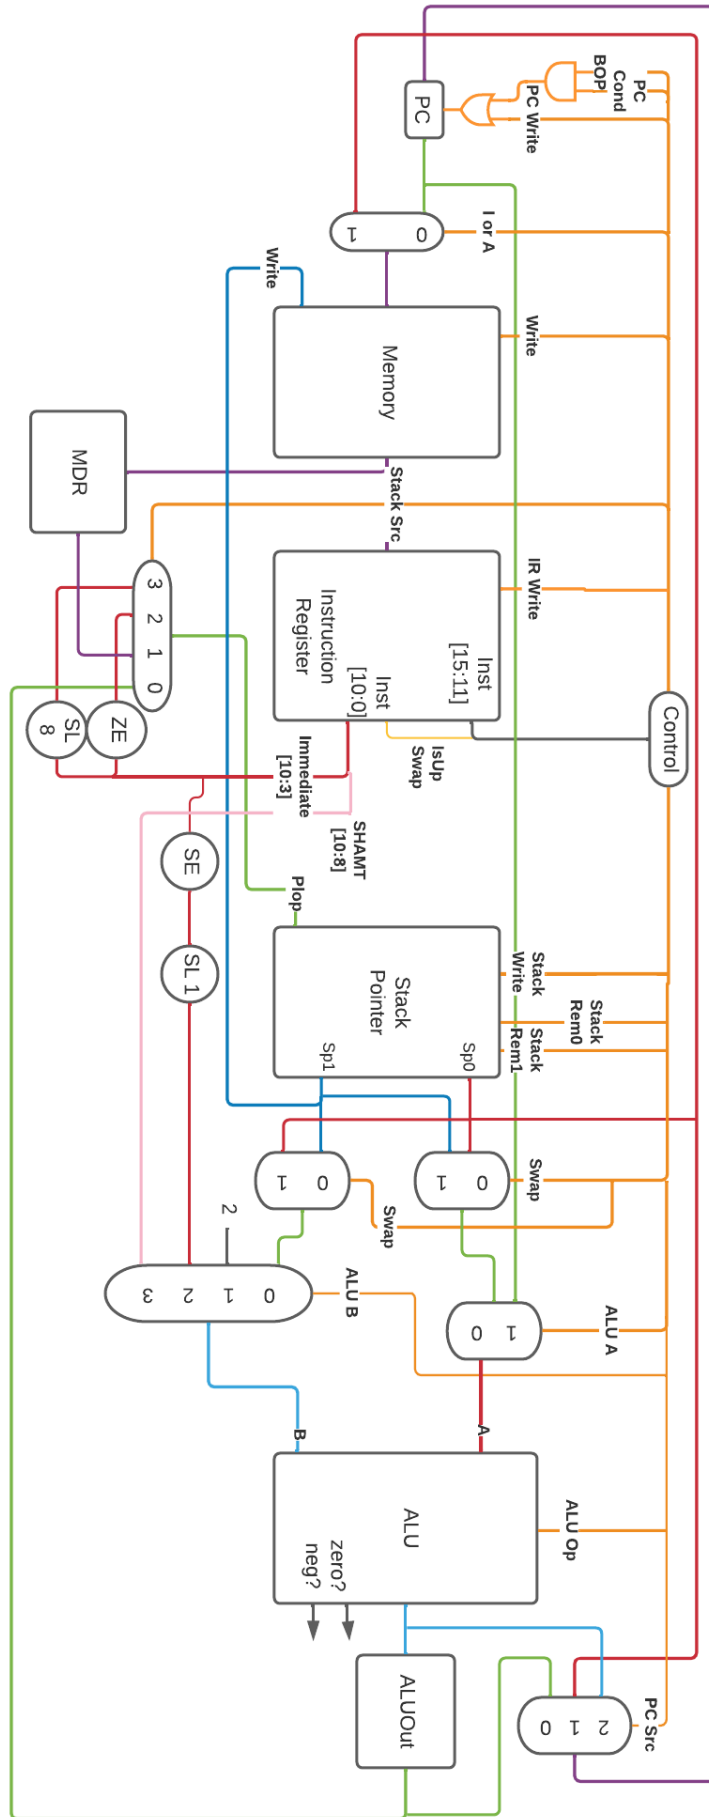 PC
Cond
BOP
PC Write
PC
I or A
0
1
Write
Write
Memory
MDR
Stack Src
IR Write
3
2
1
0
Instruction
Register
Inst
[15:11]
Inst
[10:0]
Control
IsUp
Swap
SL
8
ZE
Immediate
[10:3]
SHAMT
[10:8]
SE
SL 1
Plop
Stack
Pointer
Sp1
Sp0
Stack
Write
Stack
Rem0
Stack
Rem1
0
1
Swap
0
1
Swap
2
0
1
2
3
ALU B
1
0
ALU A
B
A
ALU
zero?
neg?
ALU Op
ALUOut
2
1
0
PC Src